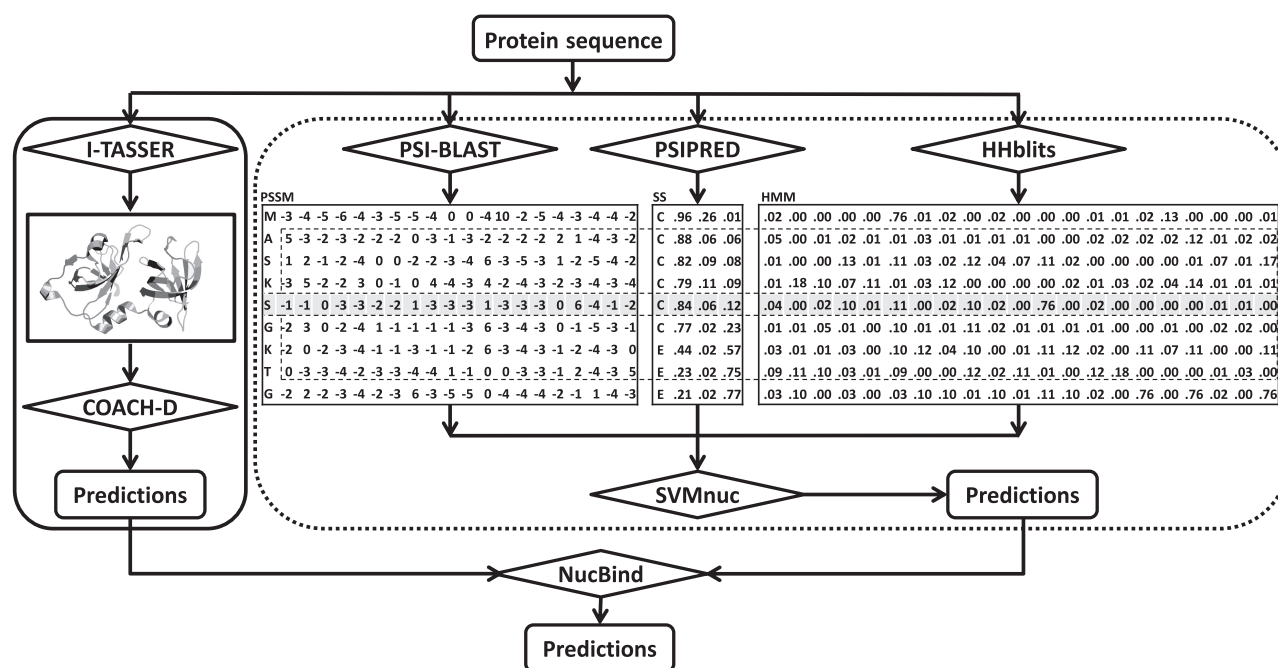 Protein sequence
I-TASSER
PSI-BLAST
PSIPRED
HHblits
PSSM
SS
HMM
M -3 -4 -5 -6 -4 -3 -5 -5 -4 0 0 -4 10 -2 -5 -4 -3 -4 -4 -2
C .96 .26 .01
.02 .00 .00 .00 .00 .76 .01 .02 .00 .02 .00 .00 .00 .01 .01 .02 .13 .00 .00 .01
A 5 -3 -2 -3 -2 -2 -2 0 -3 -1 -3 -2 -2 -2 -2 2 1 -4 -3 -2
C .88 .06 .06
.05 .00 .01 .02 .01 .01 .03 .01 .01 .01 .01 .00 .00 .02 .02 .02 .12 .01 .02 .02
S 1 2 -1 -2 -4 0 0 -2 -2 -3 -4 6 -3 -5 -3 1 -2 -5 -4 -2
C .82 .09 .08
.01 .00 .00 .13 .01 .11 .03 .02 .12 .04 .07 .11 .03 .00 .00 .00 .01 .07 .01 .17
K -3 5 -2 -2 3 0 -1 0 4 -4 -3 4 -2 -4 -3 -2 -3 -4 -3 -4
C .79 .11 .09
.01 .18 .10 .07 .11 .01 .03 .12 .00 .00 .00 .00 .02 .01 .03 .02 .04 .14 .01 .01 .01
S -1 -1 0 -3 -3 -2 -2 1 -3 -3 -3 1 -3 -3 -3 0 6 -4 -1 -2
C .84 .06 .12
.04 .00 .02 .10 .01 .11 .00 .02 .10 .02 .00 .76 .00 .00 .01 .00 .00 .00 .01 .00
G -2 3 0 -2 -4 1 -1 -1 -1 -1 -3 6 -3 -4 -3 0 -1 -5 -3 -1
C .77 .02 .23
.01 .01 .05 .01 .00 .10 .01 .01 .11 .02 .01 .01 .01 .01 .00 .01 .00 .02 .02 .00
K -2 0 -2 -3 -4 -1 -1 -3 -1 -1 -2 6 -3 -4 -3 -1 -2 -4 -3 0
E .44 .02 .57
.03 .01 .01 .03 .00 .10 .12 .04 .10 .00 .01 .11 .12 .02 .00 .11 .07 .11 .00 .00 .11
T 0 -3 -3 -4 -2 -3 -3 -4 -4 1 -1 0 0 -3 -3 -1 2 -4 -3 5
E .23 .02 .75
.09 .11 .10 .03 .01 .09 .00 .00 .12 .02 .11 .01 .00 .12 .18 .00 .00 .01 .03 .00
G -2 2 -2 -3 -4 -2 -3 6 -3 -5 -5 0 -4 -4 -4 -2 -1 1 -4 -3
E .21 .02 .77
.03 .10 .00 .03 .00 .03 .10 .10 .01 .10 .01 .11 .10 .02 .00 .76 .00 .76 .02 .00 .76
COACH-D
Predictions
SVMnuc
Predictions
NucBind
Predictions